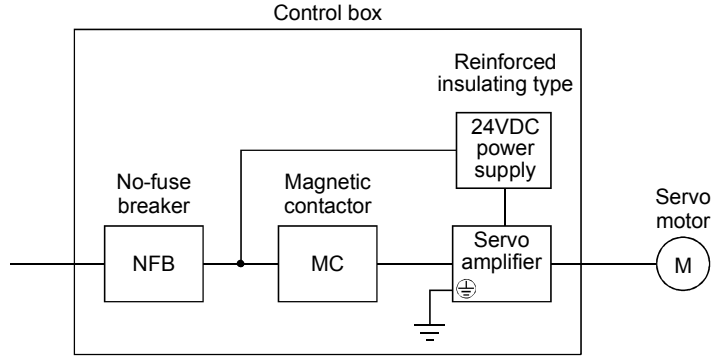 Control box
Reinforced
insulating type
24VDC
power
supply
No-fuse
breaker
Magnetic
contactor
Servo
motor
NFB
MC
Servo
amplifier
M